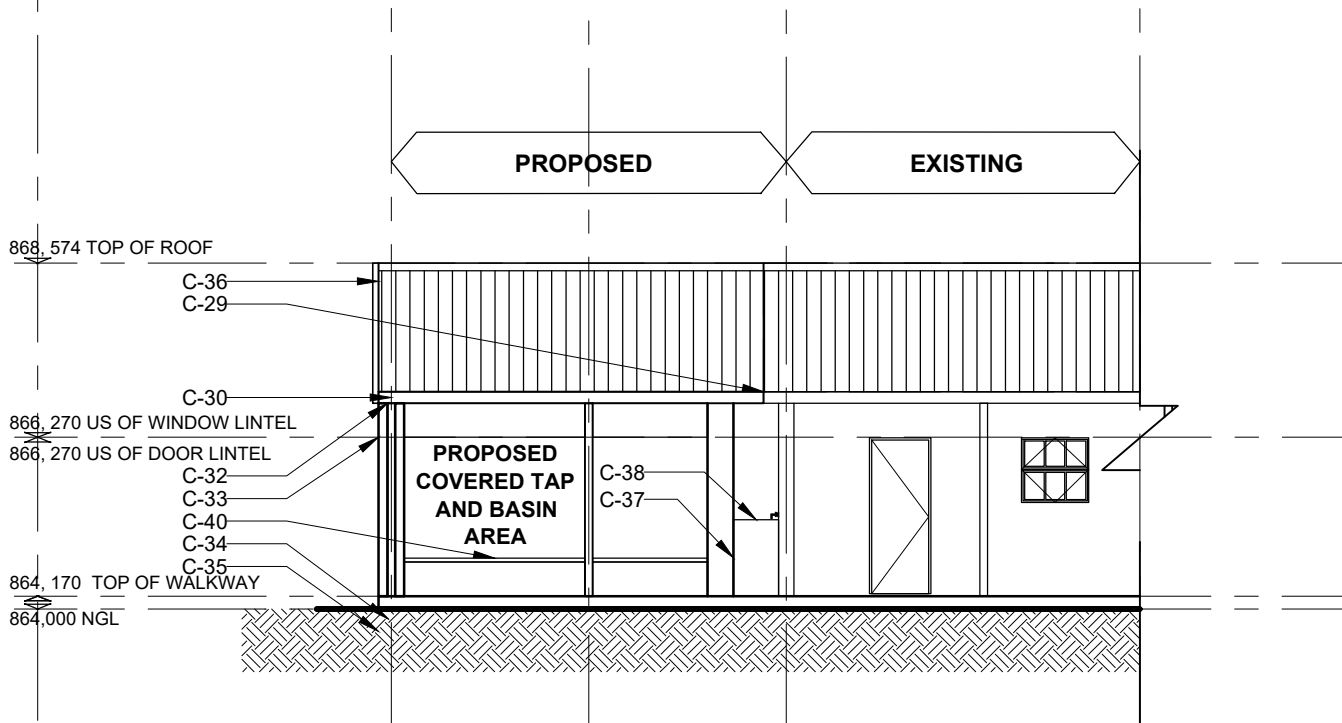 PROPOSED
EXISTING
868, 574 TOP OF ROOF
C-36
C-29
C-30
866, 270 US OF WINDOW LINTEL
866, 270 US OF DOOR LINTEL
C-32
C-33
C-40
C-34
C-35
PROPOSED
COVERED TAP
AND BASIN
AREA
C-38
C-37
864, 170 TOP OF WALKWAY
864,000 NGL